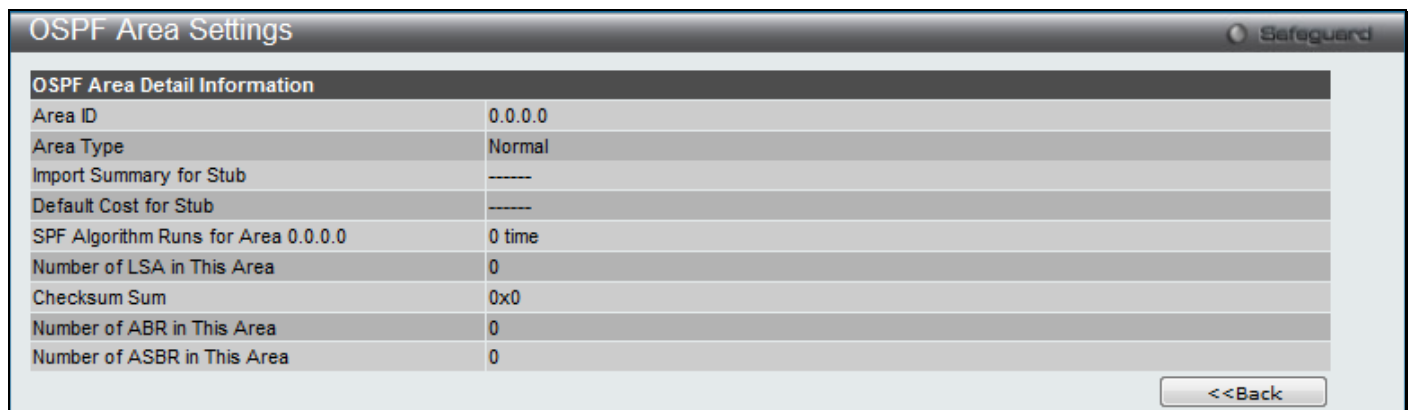 OSPF Area Settings
Safeguard
OSPF Area Detail Information
Area ID 0.0.0.0
Area Type Normal
Import Summary for Stub ------
Default Cost for Stub ------
SPF Algorithm Runs for Area 0.0.0.0 0 time
Number of LSA in This Area 0
Checksum Sum 0x0
Number of ABR in This Area 0
Number of ASBR in This Area 0
<<Back